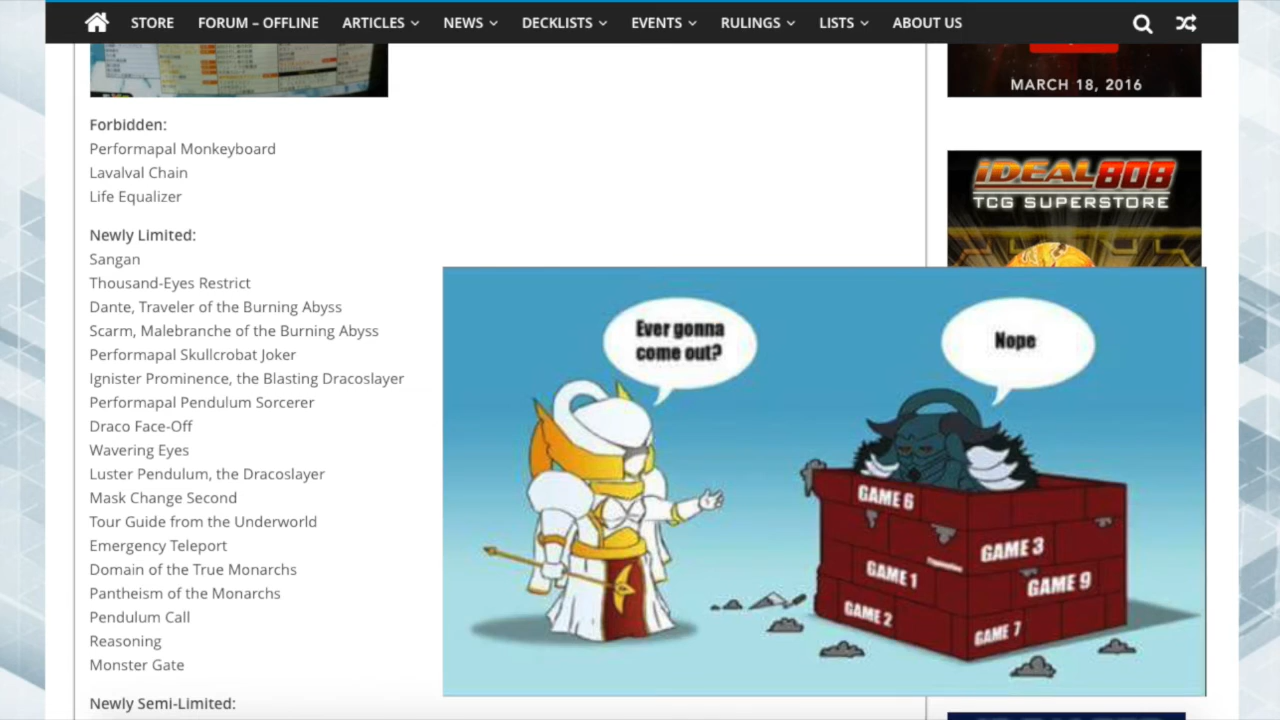 STORE
FORUM – OFFLINE
ARTICLES
NEWS
DECKLISTS
EVENTS
RULINGS
LISTS
ABOUT US
MARCH 18, 2016
IDEAL808
TCG SUPERSTORE
Forbidden:
Performapal Monkeyboard
Lavalval Chain
Life Equalizer
Newly Limited:
Sangan
Thousand-Eyes Restrict
Dante, Traveler of the Burning Abyss
Scarm, Malebranche of the Burning Abyss
Performapal Skullcrobat Joker
Ignister Prominence, the Blasting Dracoslayer
Performapal Pendulum Sorcerer
Draco Face-Off
Wavering Eyes
Luster Pendulum, the Dracoslayer
Mask Change Second
Tour Guide from the Underworld
Emergency Teleport
Domain of the True Monarchs
Pantheism of the Monarchs
Pendulum Call
Reasoning
Monster Gate
Newly Semi-Limited:
Ever gonna
come out?
Nope
GAME 6
GAME 3
GAME 1
GAME 9
GAME 2
GAME 7